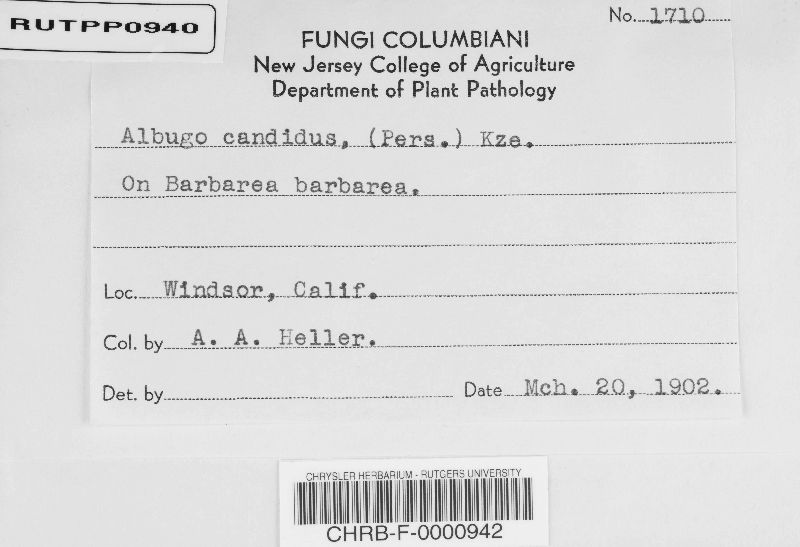 RUTPP0940
No. 1710
FUNGI COLUMBIANI
New Jersey College of Agriculture
Department of Plant Pathology
Albugo candidus, (Pers.) Kze.
On Barbarea barbarea.
Loc. Windsor, Calif.
Col. by A. A. Heller.
Det. by
Date Mch. 20, 1902.
CHRYSLER HERBARIUM - RUTGERS UNIVERSITY
CHRB-F-0000942